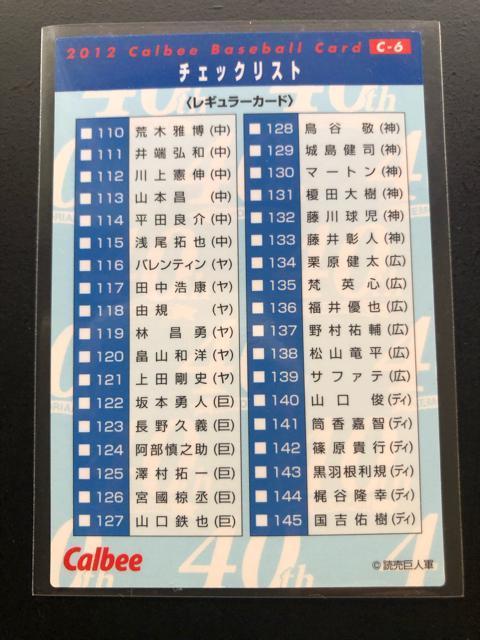 2012 Calbee Baseball Card C-6
チェックリスト
〈レギュラーカード〉
110 荒木雅博(中)
111 井端弘和(中)
112 川上憲伸(中)
113 山本昌(中)
114 平田良介(中)
115 浅尾拓也(中)
116 バレンティン(ヤ)
117 田中浩康(ヤ)
118 由規(ヤ)
119 林昌勇(ヤ)
120 畠山和洋(ヤ)
121 上田剛史(ヤ)
122 坂本勇人(巨)
123 長野久義(巨)
124 阿部慎之助(巨)
125 澤村拓一(巨)
126 宮國椋丞(巨)
127 山口鉄也(巨)
128 鳥谷敬(神)
129 城島健司(神)
130 マートン(神)
131 榎田大樹(神)
132 藤川球児(神)
133 藤井彰人(神)
134 栗原健太(広)
135 梵英心(広)
136 福井優也(広)
137 野村祐輔(広)
138 松山竜平(広)
139 サファテ(広)
140 山口俊(ディ)
141 筒香嘉智(ディ)
142 篠原貴行(ディ)
143 黒羽根利規(ディ)
144 梶谷隆幸(ディ)
145 国吉佑樹(ディ)
Calbee
40th
©読売巨人軍